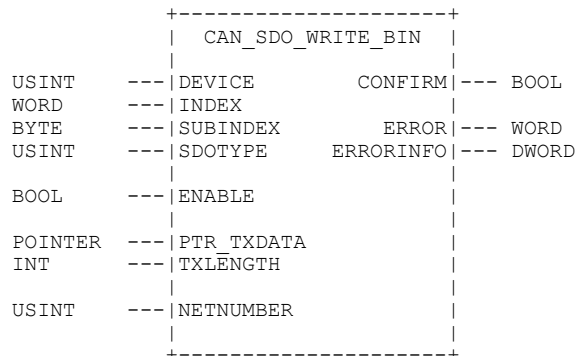 CAN_SDO_WRITE_BIN
USINT ---|DEVICE CONFIRM|--- BOOL
WORD ---|INDEX |
BYTE ---|SUBINDEX ERROR|--- WORD
USINT ---|SDOTYPE ERRORINFO|--- DWORD
BOOL ---|ENABLE |
POINTER ---|PTR_TXDATA |
INT ---|TXLENGTH |
USINT ---|NETNUMBER |